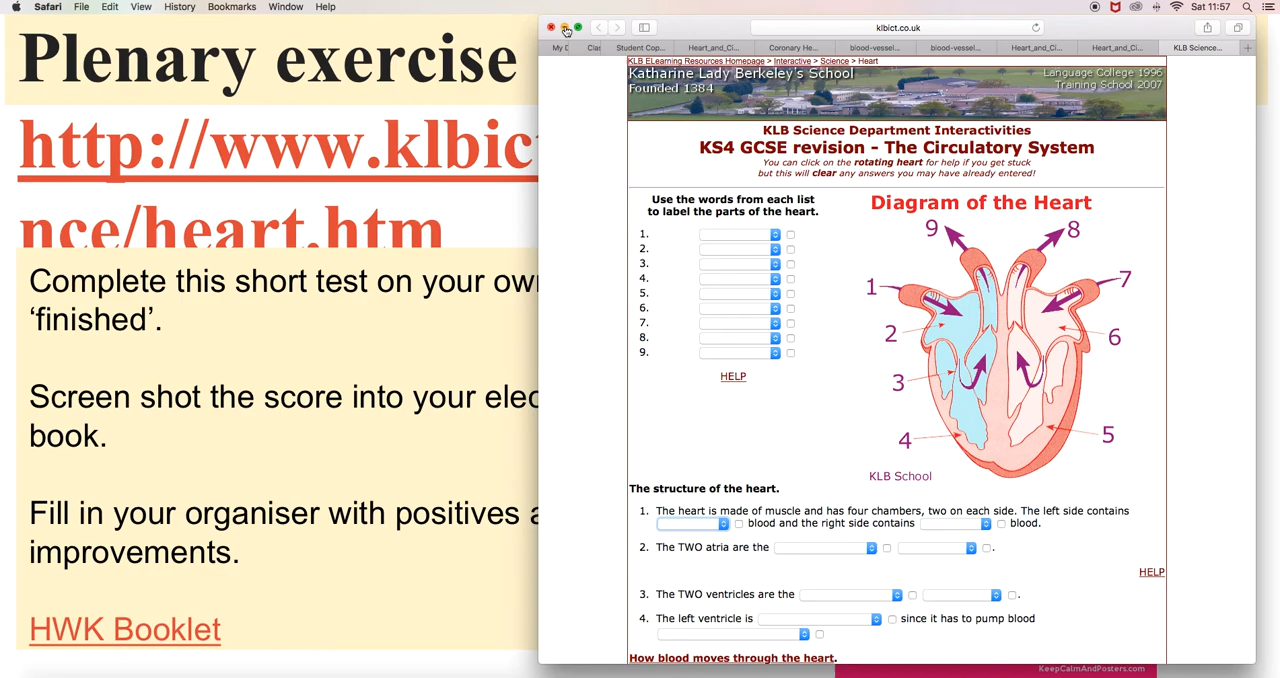 Safari File Edit View History Bookmarks Window Help
Sat 11:57
Plenary exercise
http://www.klbict
nce/heart.htm
Complete this short test on your own
‘finished’.
Screen shot the score into your elec
book.
Fill in your organiser with positives a
improvements.
HWK Booklet
klbict.co.uk
My D Clas Student Cop... Heart_and_Ci... Coronary He... blood-vessel... blood-vessel... Heart_and_Ci... Heart_and_Ci... KLB Science...
KLB ELearning Resources Homepage > Interactive > Science > Heart
Katharine Lady Berkeley's School
Founded 1384
Language College 1996
Training School 2007
KLB Science Department Interactivities
KS4 GCSE revision - The Circulatory System
You can click on the rotating heart for help if you get stuck
but this will clear any answers you may have already entered!
Use the words from each list
to label the parts of the heart.
1.
2.
3.
4.
5.
6.
7.
8.
9.
HELP
Diagram of the Heart
9
8
1
7
2
6
3
4
5
KLB School
The structure of the heart.
1. The heart is made of muscle and has four chambers, two on each side. The left side contains
blood and the right side contains blood.
2. The TWO atria are the .
HELP
3. The TWO ventricles are the .
4. The left ventricle is since it has to pump blood
How blood moves through the heart.
KeepCalmAndPosters.com